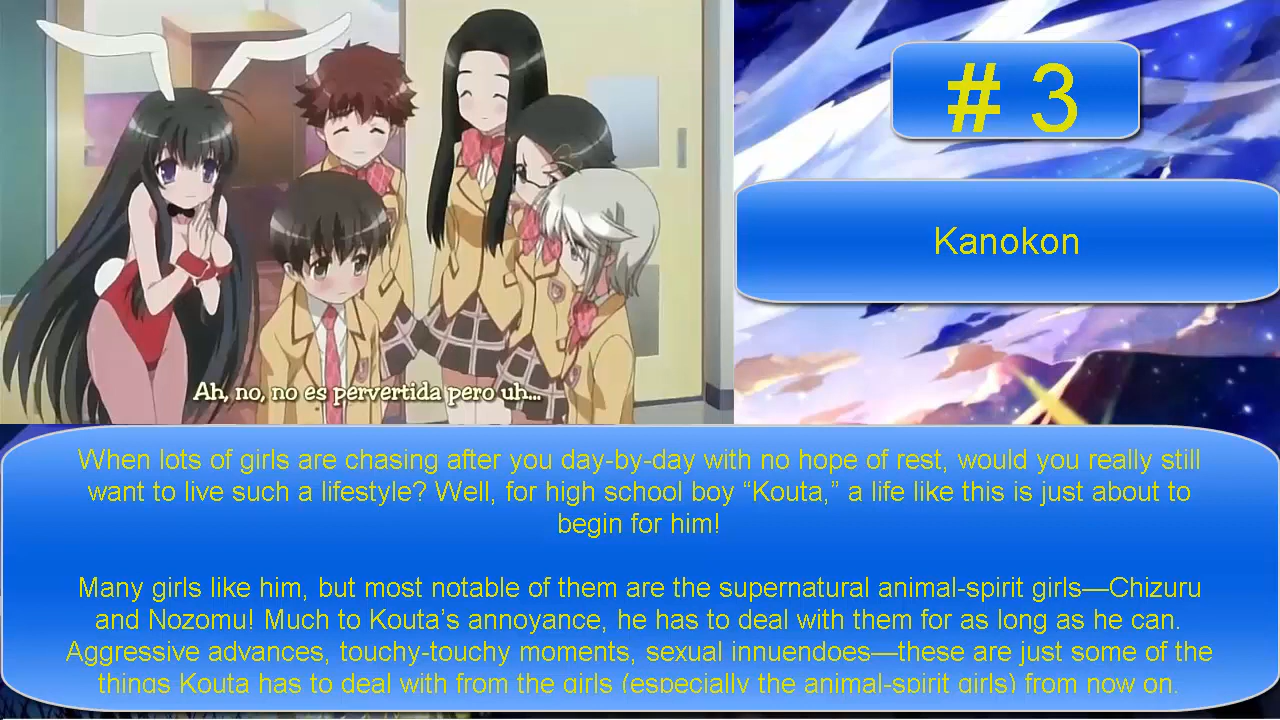 # 3
Kanokon
Ah, no, no es pervertida pero uh...
When lots of girls are chasing after you day-by-day with no hope of rest, would you really still
want to live such a lifestyle? Well, for high school boy “Kouta,” a life like this is just about to
begin for him!
Many girls like him, but most notable of them are the supernatural animal-spirit girls—Chizuru
and Nozomu! Much to Kouta’s annoyance, he has to deal with them for as long as he can.
Aggressive advances, touchy-touchy moments, sexual innuendoes—these are just some of the
things Kouta has to deal with from the girls (especially the animal-spirit girls) from now on.